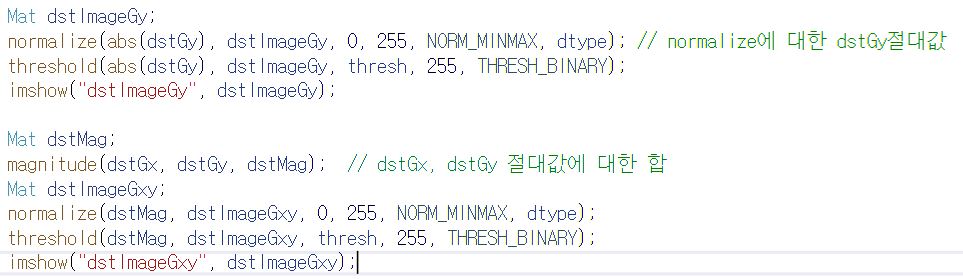 Mat dstImageGy;
normalize(abs(dstGy), dstImageGy, 0, 255, NORM_MINMAX, dtype); // normalize에 대한 dstGy절대값
threshold(abs(dstGy), dstImageGy, thresh, 255, THRESH_BINARY);
imshow("dstImageGy", dstImageGy);
Mat dstMag;
magnitude(dstGx, dstGy, dstMag);  // dstGx, dstGy 절대값에 대한 합
Mat dstImageGxy;
normalize(dstMag, dstImageGxy, 0, 255, NORM_MINMAX, dtype);
threshold(dstMag, dstImageGxy, thresh, 255, THRESH_BINARY);
imshow("dstImageGxy", dstImageGxy);